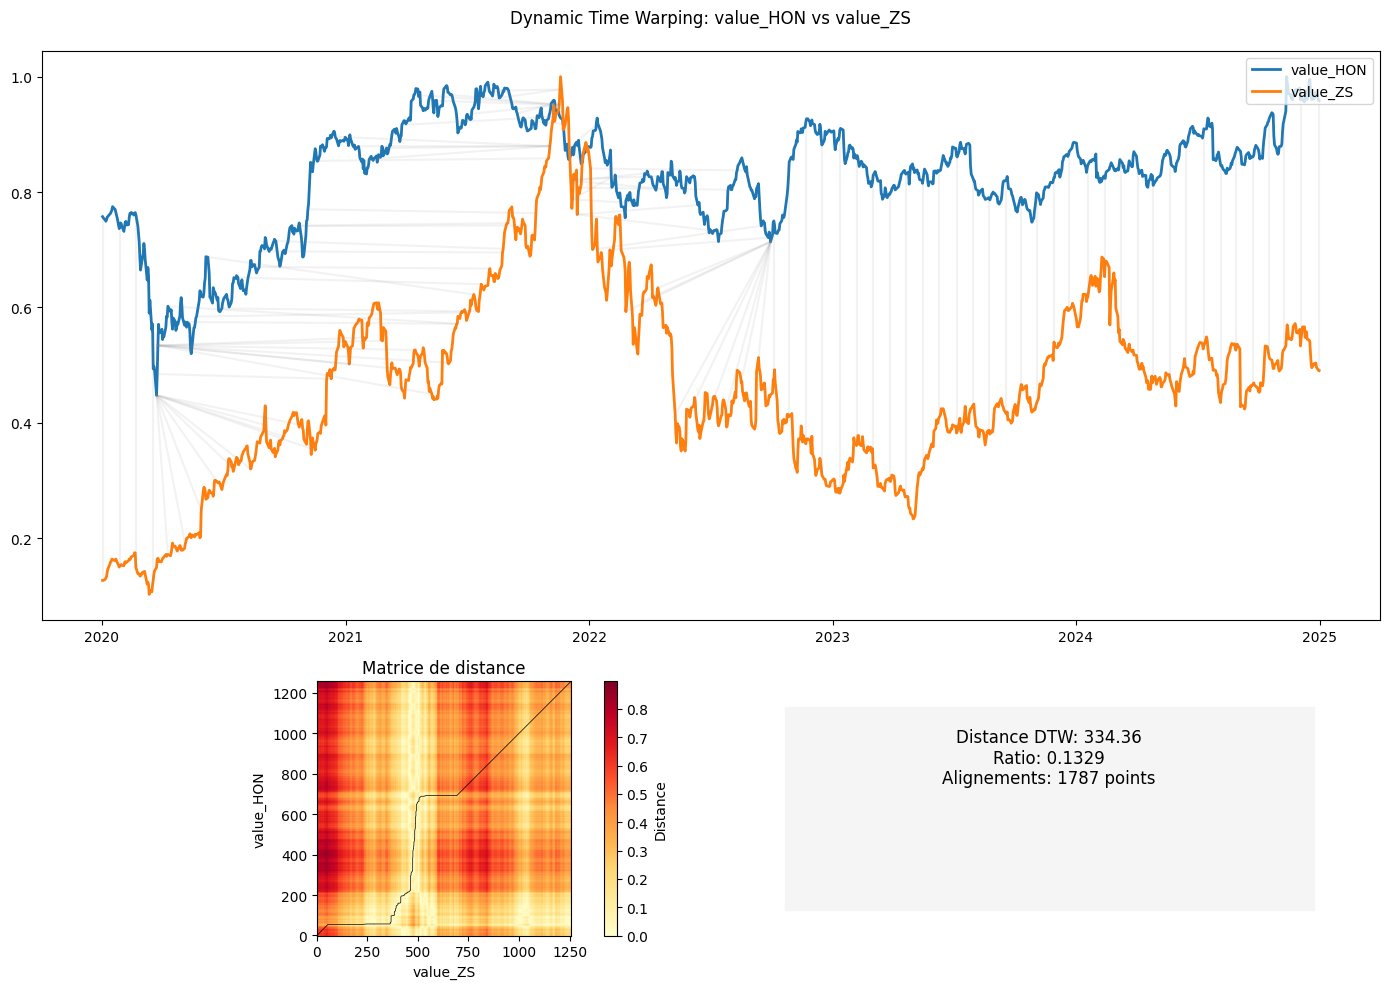 Dynamic Time Warping: value_HON vs value_ZS
1.0
0.8
0.6
0.4
0.2
value_HON
value_ZS
2020 2021 2022 2023 2024 2025
Matrice de distance
value_HON
1200
1000
800
600
400
200
0
0 250 500 750 1000 1250
value_ZS
0.8
0.7
0.6
0.5
0.4
0.3
0.2
0.1
0.0
Distance
Distance DTW: 334.36
Ratio: 0.1329
Alignements: 1787 points